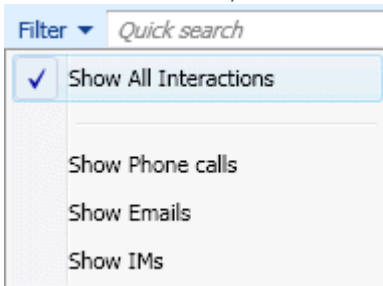 Filter Quick search
Show All Interactions
Show Phone calls
Show Emails
Show IMs